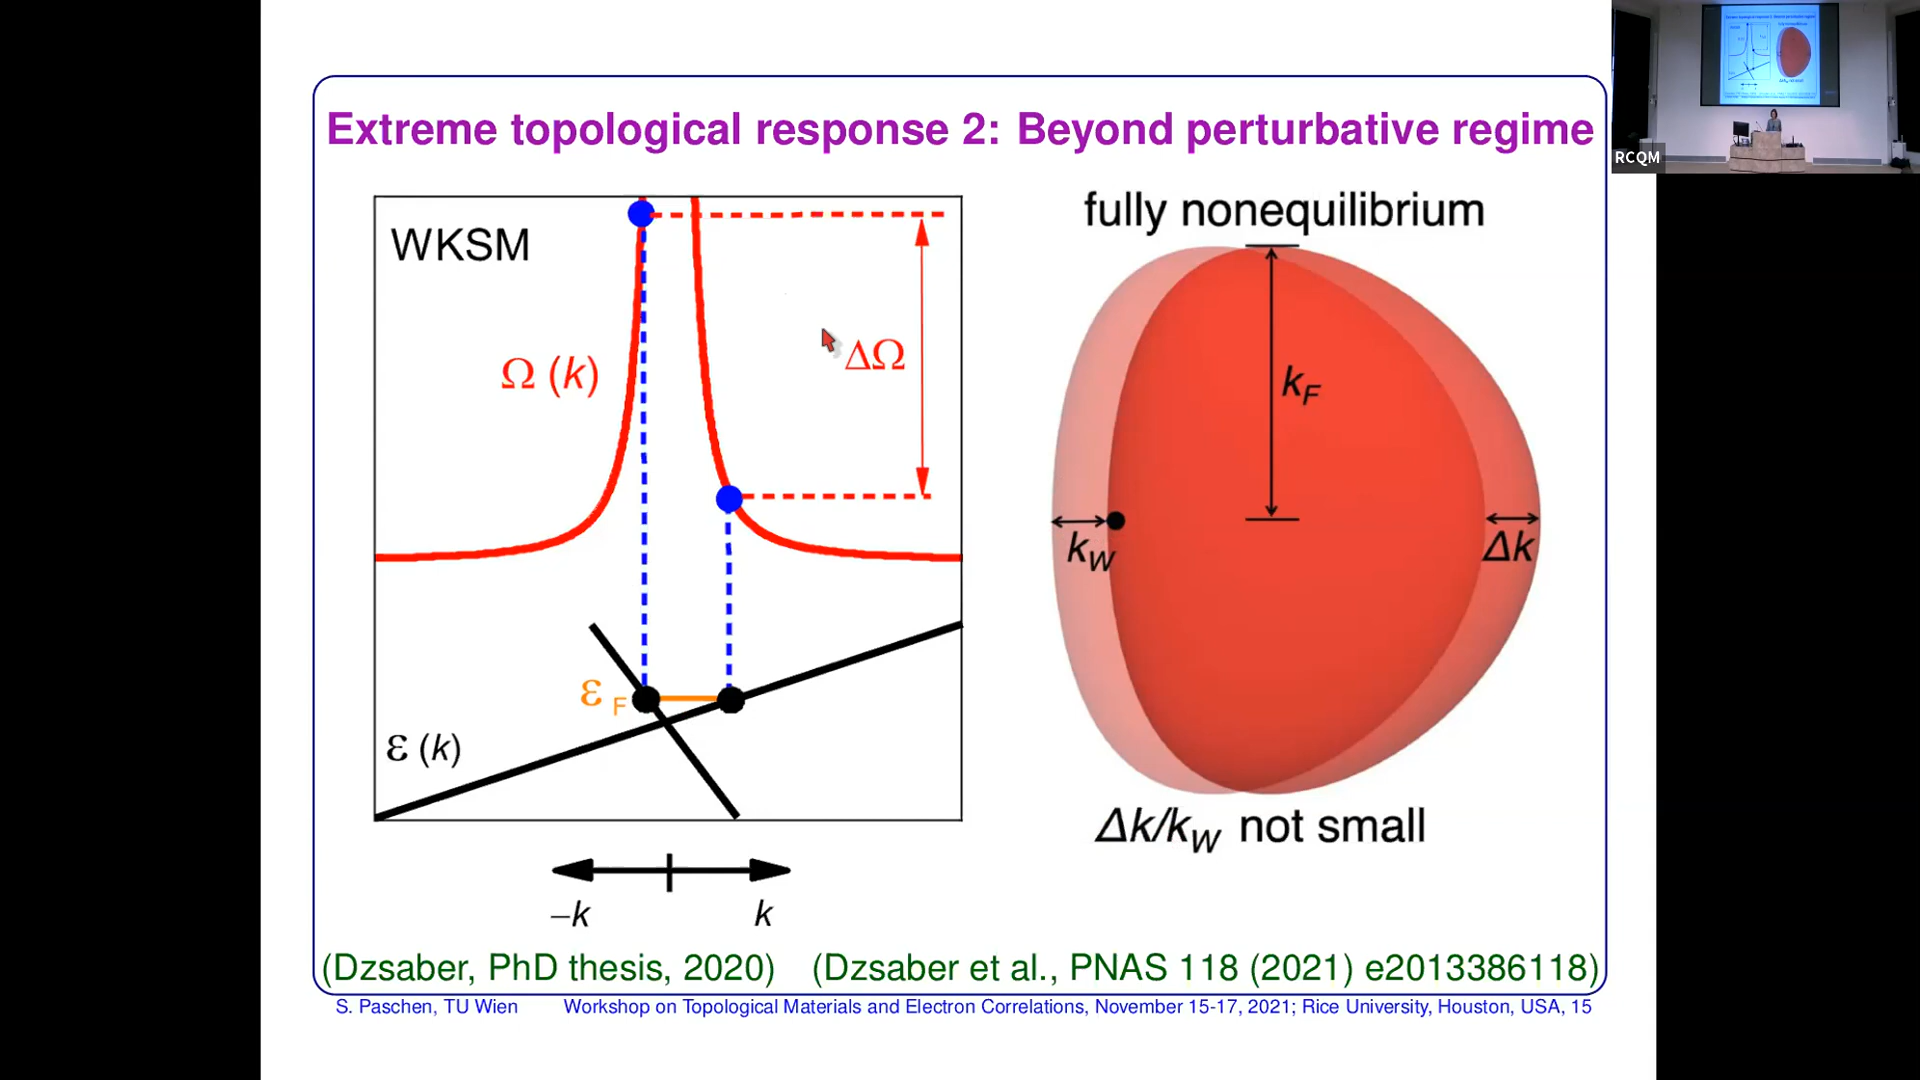 Extreme topological response 2: Beyond perturbative regime
RCQM
WKSM
Ω (k)
ΔΩ
ε F
ε (k)
–k k
fully nonequilibrium
kF
kW
Δk
Δk/kW not small
(Dzsaber, PhD thesis, 2020) (Dzsaber et al., PNAS 118 (2021) e2013386118)
S. Paschen, TU Wien Workshop on Topological Materials and Electron Correlations, November 15-17, 2021; Rice University, Houston, USA, 15